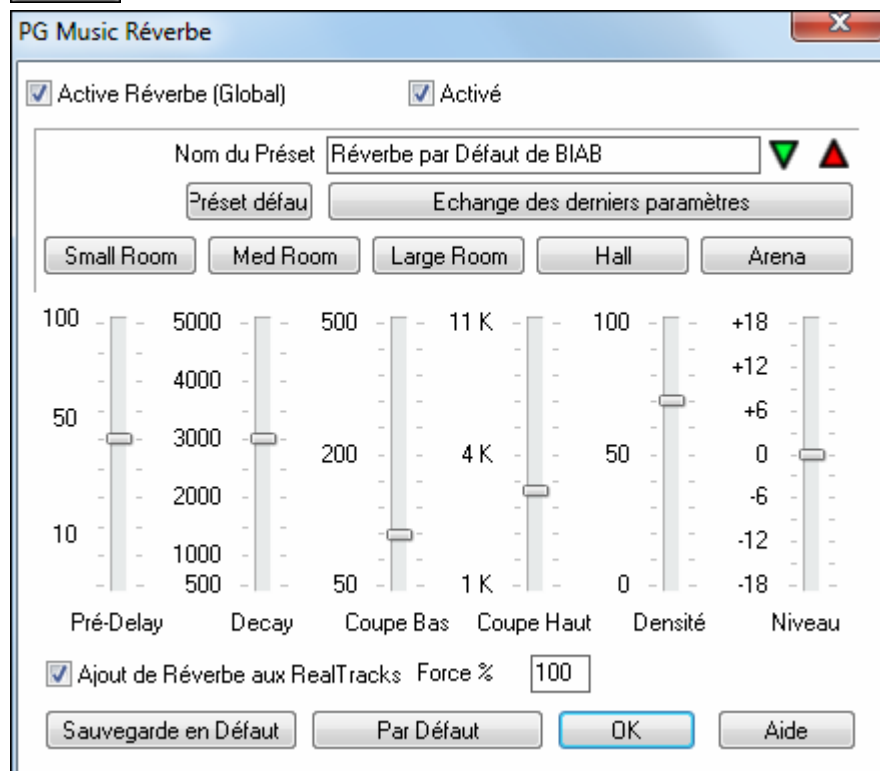 PG Music Réverbe
Active Réverbe (Global) Activé
Nom du Préset Réverbe par Défaut de BIAB
Préset défau Echange des derniers paramètres
Small Room Med Room Large Room Hall Arena
100 5000 500 11 K 100 +18
4000 +12
50 +6
3000
200 4 K 50 0
2000 -6
10 -12
1000
500 50 1 K 0 -18
Pré-Delay Decay Coupe Bas Coupe Haut Densité Niveau
Ajout de Réverbe aux RealTracks Force % 100
Sauvegarde en Défaut Par Défaut OK Aide